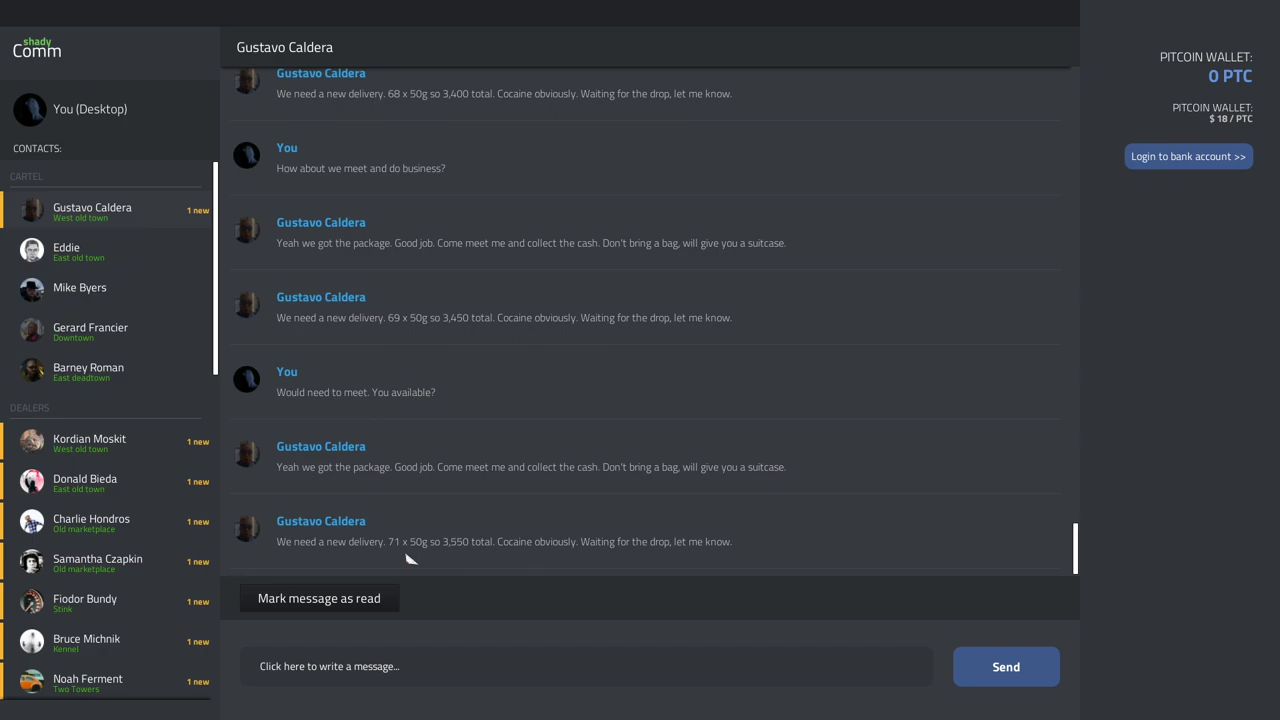 shady
Comm
You (Desktop)
CONTACTS:
CARTEL
Gustavo Caldera
West old town
1 new
Eddie
East old town
Mike Byers
Gerard Francier
Downtown
Barney Roman
East deadtown
DEALERS
Kordian Moskit
West old town
1 new
Donald Bieda
East old town
1 new
Charlie Hondros
Old marketplace
1 new
Samantha Czapkin
Old marketplace
1 new
Fiodor Bundy
Stink
1 new
Bruce Michnik
Kennel
1 new
Noah Ferment
Two Towers
1 new
Gustavo Caldera
Gustavo Caldera
We need a new delivery. 68 x 50g so 3,400 total. Cocaine obviously. Waiting for the drop, let me know.
You
How about we meet and do business?
Gustavo Caldera
Yeah we got the package. Good job. Come meet me and collect the cash. Don't bring a bag, will give you a suitcase.
Gustavo Caldera
We need a new delivery. 69 x 50g so 3,450 total. Cocaine obviously. Waiting for the drop, let me know.
You
Would need to meet. You available?
Gustavo Caldera
Yeah we got the package. Good job. Come meet me and collect the cash. Don't bring a bag, will give you a suitcase.
Gustavo Caldera
We need a new delivery. 71 x 50g so 3,550 total. Cocaine obviously. Waiting for the drop, let me know.
Mark message as read
Click here to write a message...
Send
PITCOIN WALLET:
0 PTC
PITCOIN WALLET:
$ 18 / PTC
Login to bank account >>